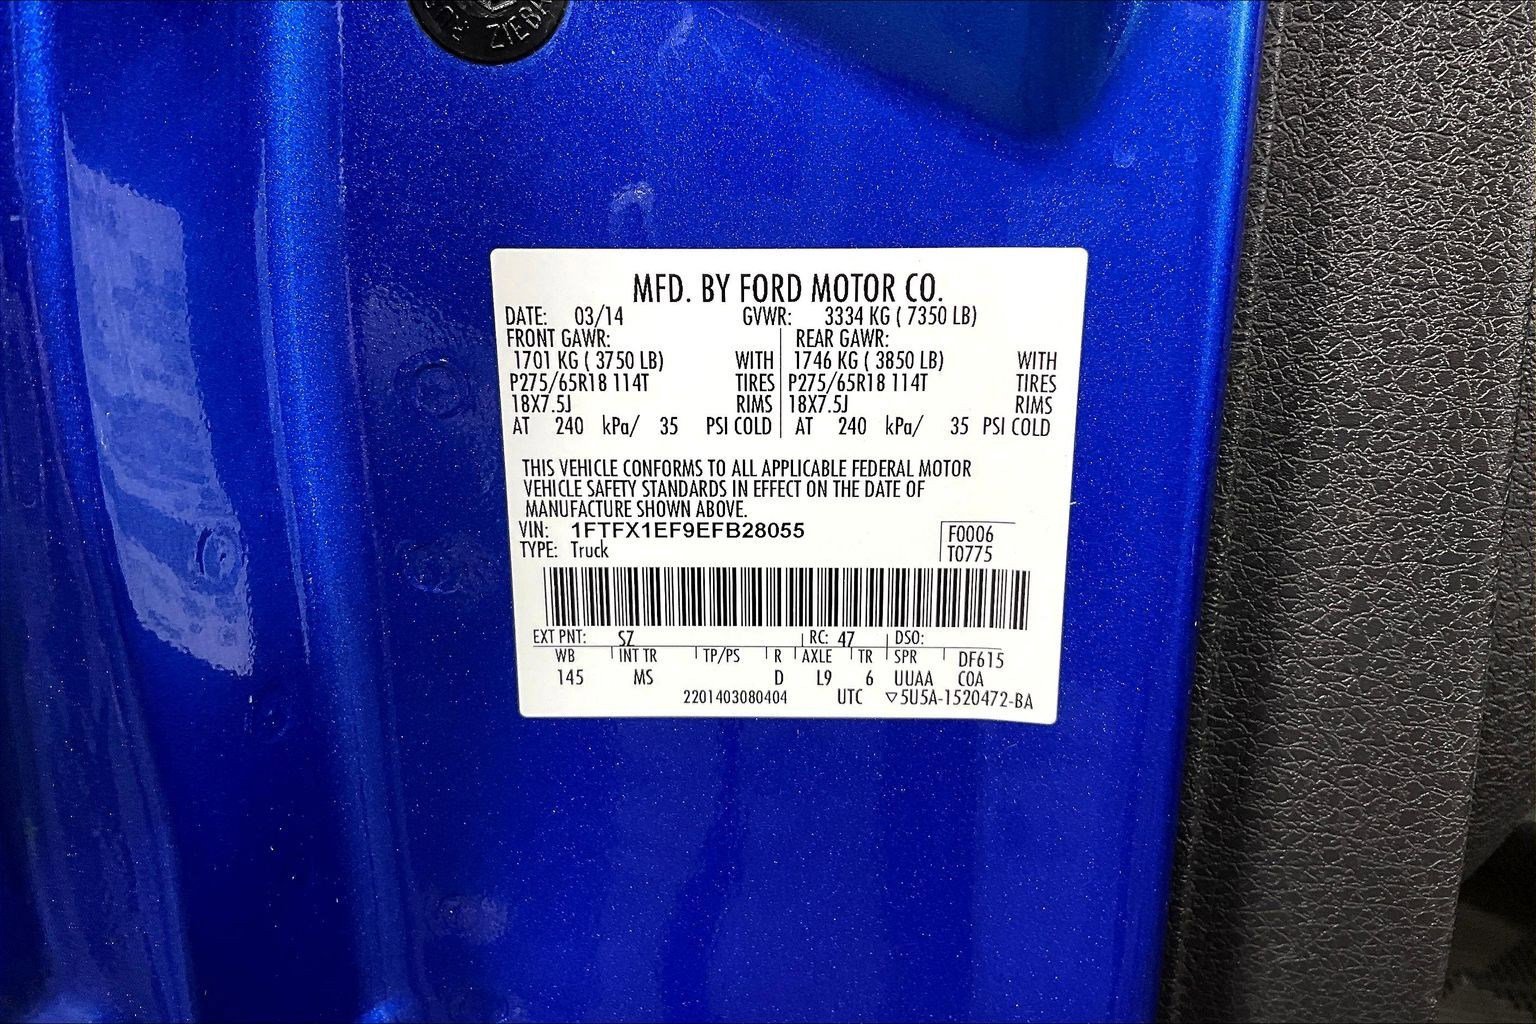 ZIEBA
MFD. BY FORD MOTOR CO.
DATE: 03/14 GVWR: 3334 KG ( 7350 LB)
FRONT GAWR: REAR GAWR:
1701 KG ( 3750 LB) WITH 1746 KG ( 3850 LB) WITH
P275/65R18 114T TIRES P275/65R18 114T TIRES
18X7.5J RIMS 18X7.5J RIMS
AT 240 kPa/ 35 PSI COLD AT 240 kPa/ 35 PSI COLD
THIS VEHICLE CONFORMS TO ALL APPLICABLE FEDERAL MOTOR
VEHICLE SAFETY STANDARDS IN EFFECT ON THE DATE OF
MANUFACTURE SHOWN ABOVE.
VIN: 1FTFX1EF9EFB28055 F0006
TYPE: Truck T0775
EXT PNT: SZ RC: 47 DSO:
WB INT TR TP/PS R AXLE TR SPR DF615
145 MS D L9 6 UUAA COA
2201403080404 UTC ▽5U5A-1520472-BA